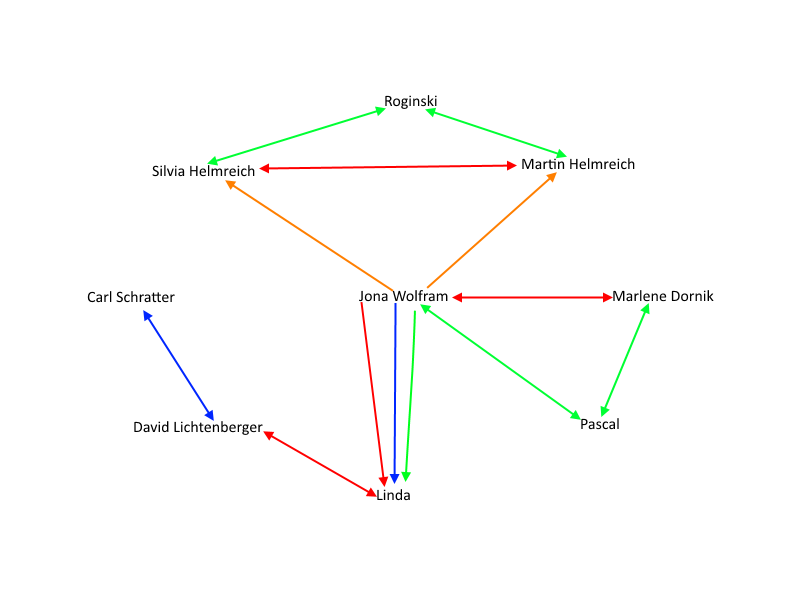 Roginski
Silvia Helmreich
Martin Helmreich
Carl Schratter
Jona Wolfram
Marlene Dornik
David Lichtenberger
Pascal
Linda